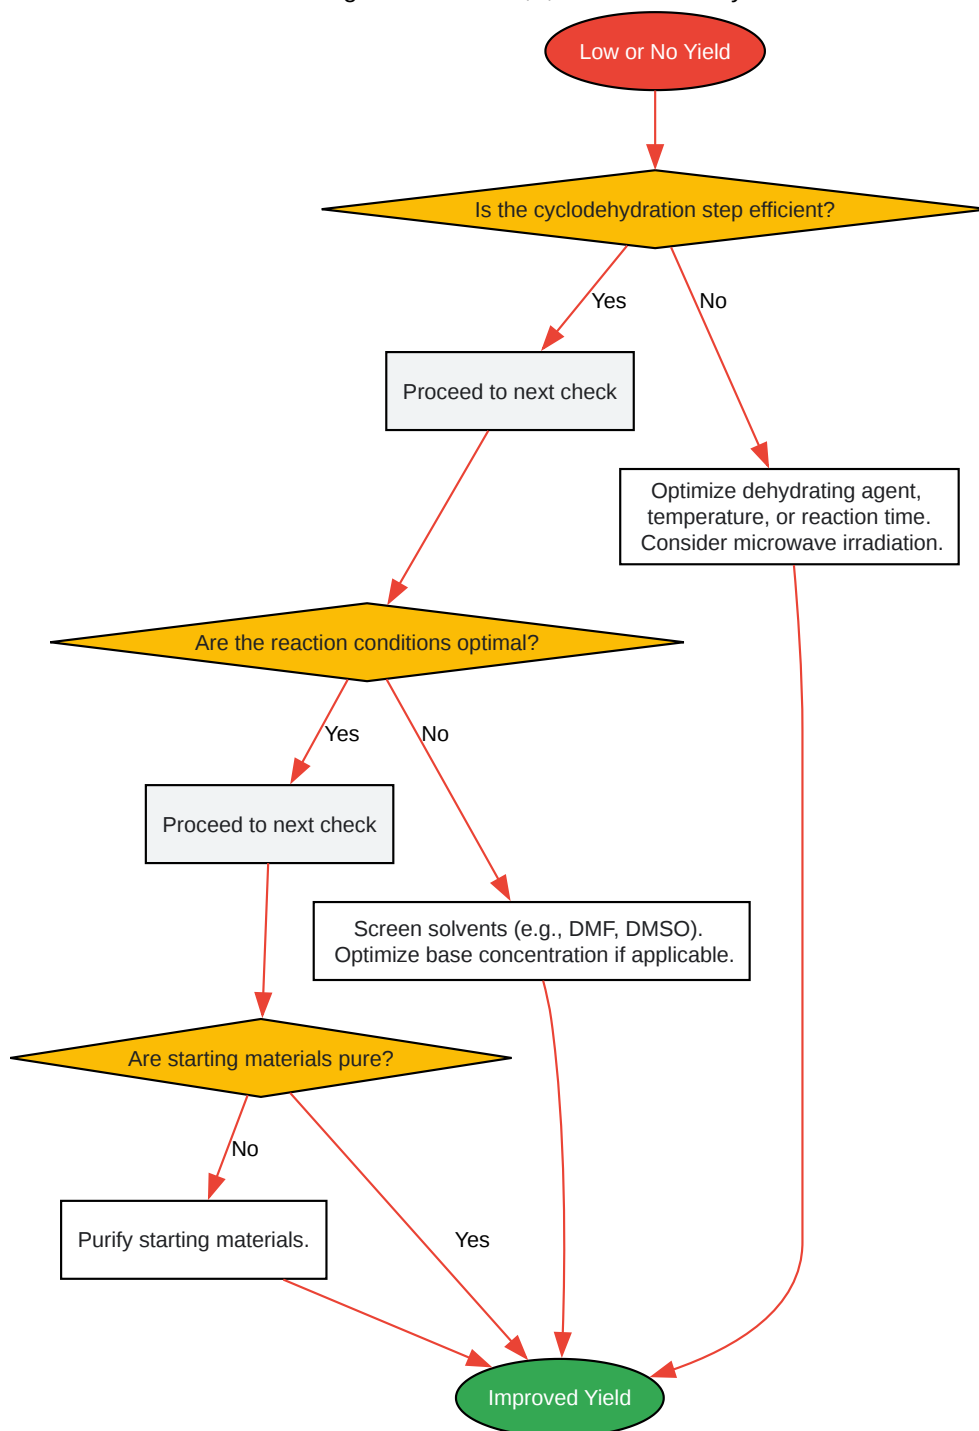 Low or No Yield
Is the cyclodehydration step efficient?
Yes
No
Proceed to next check
Optimize dehydrating agent,
temperature, or reaction time.
Consider microwave irradiation.
Are the reaction conditions optimal?
Yes
No
Proceed to next check
Screen solvents (e.g., DMF, DMSO).
Optimize base concentration if applicable.
Are starting materials pure?
No
Yes
Purify starting materials.
Improved Yield